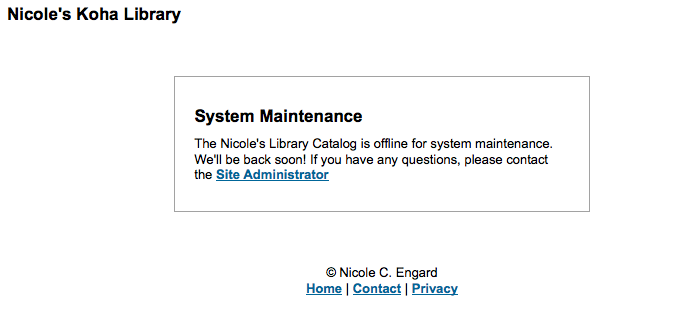 Nicole's Koha Library
System Maintenance
The Nicole's Library Catalog is offline for system maintenance.
We'll be back soon! If you have any questions, please contact
the Site Administrator
© Nicole C. Engard
Home | Contact | Privacy